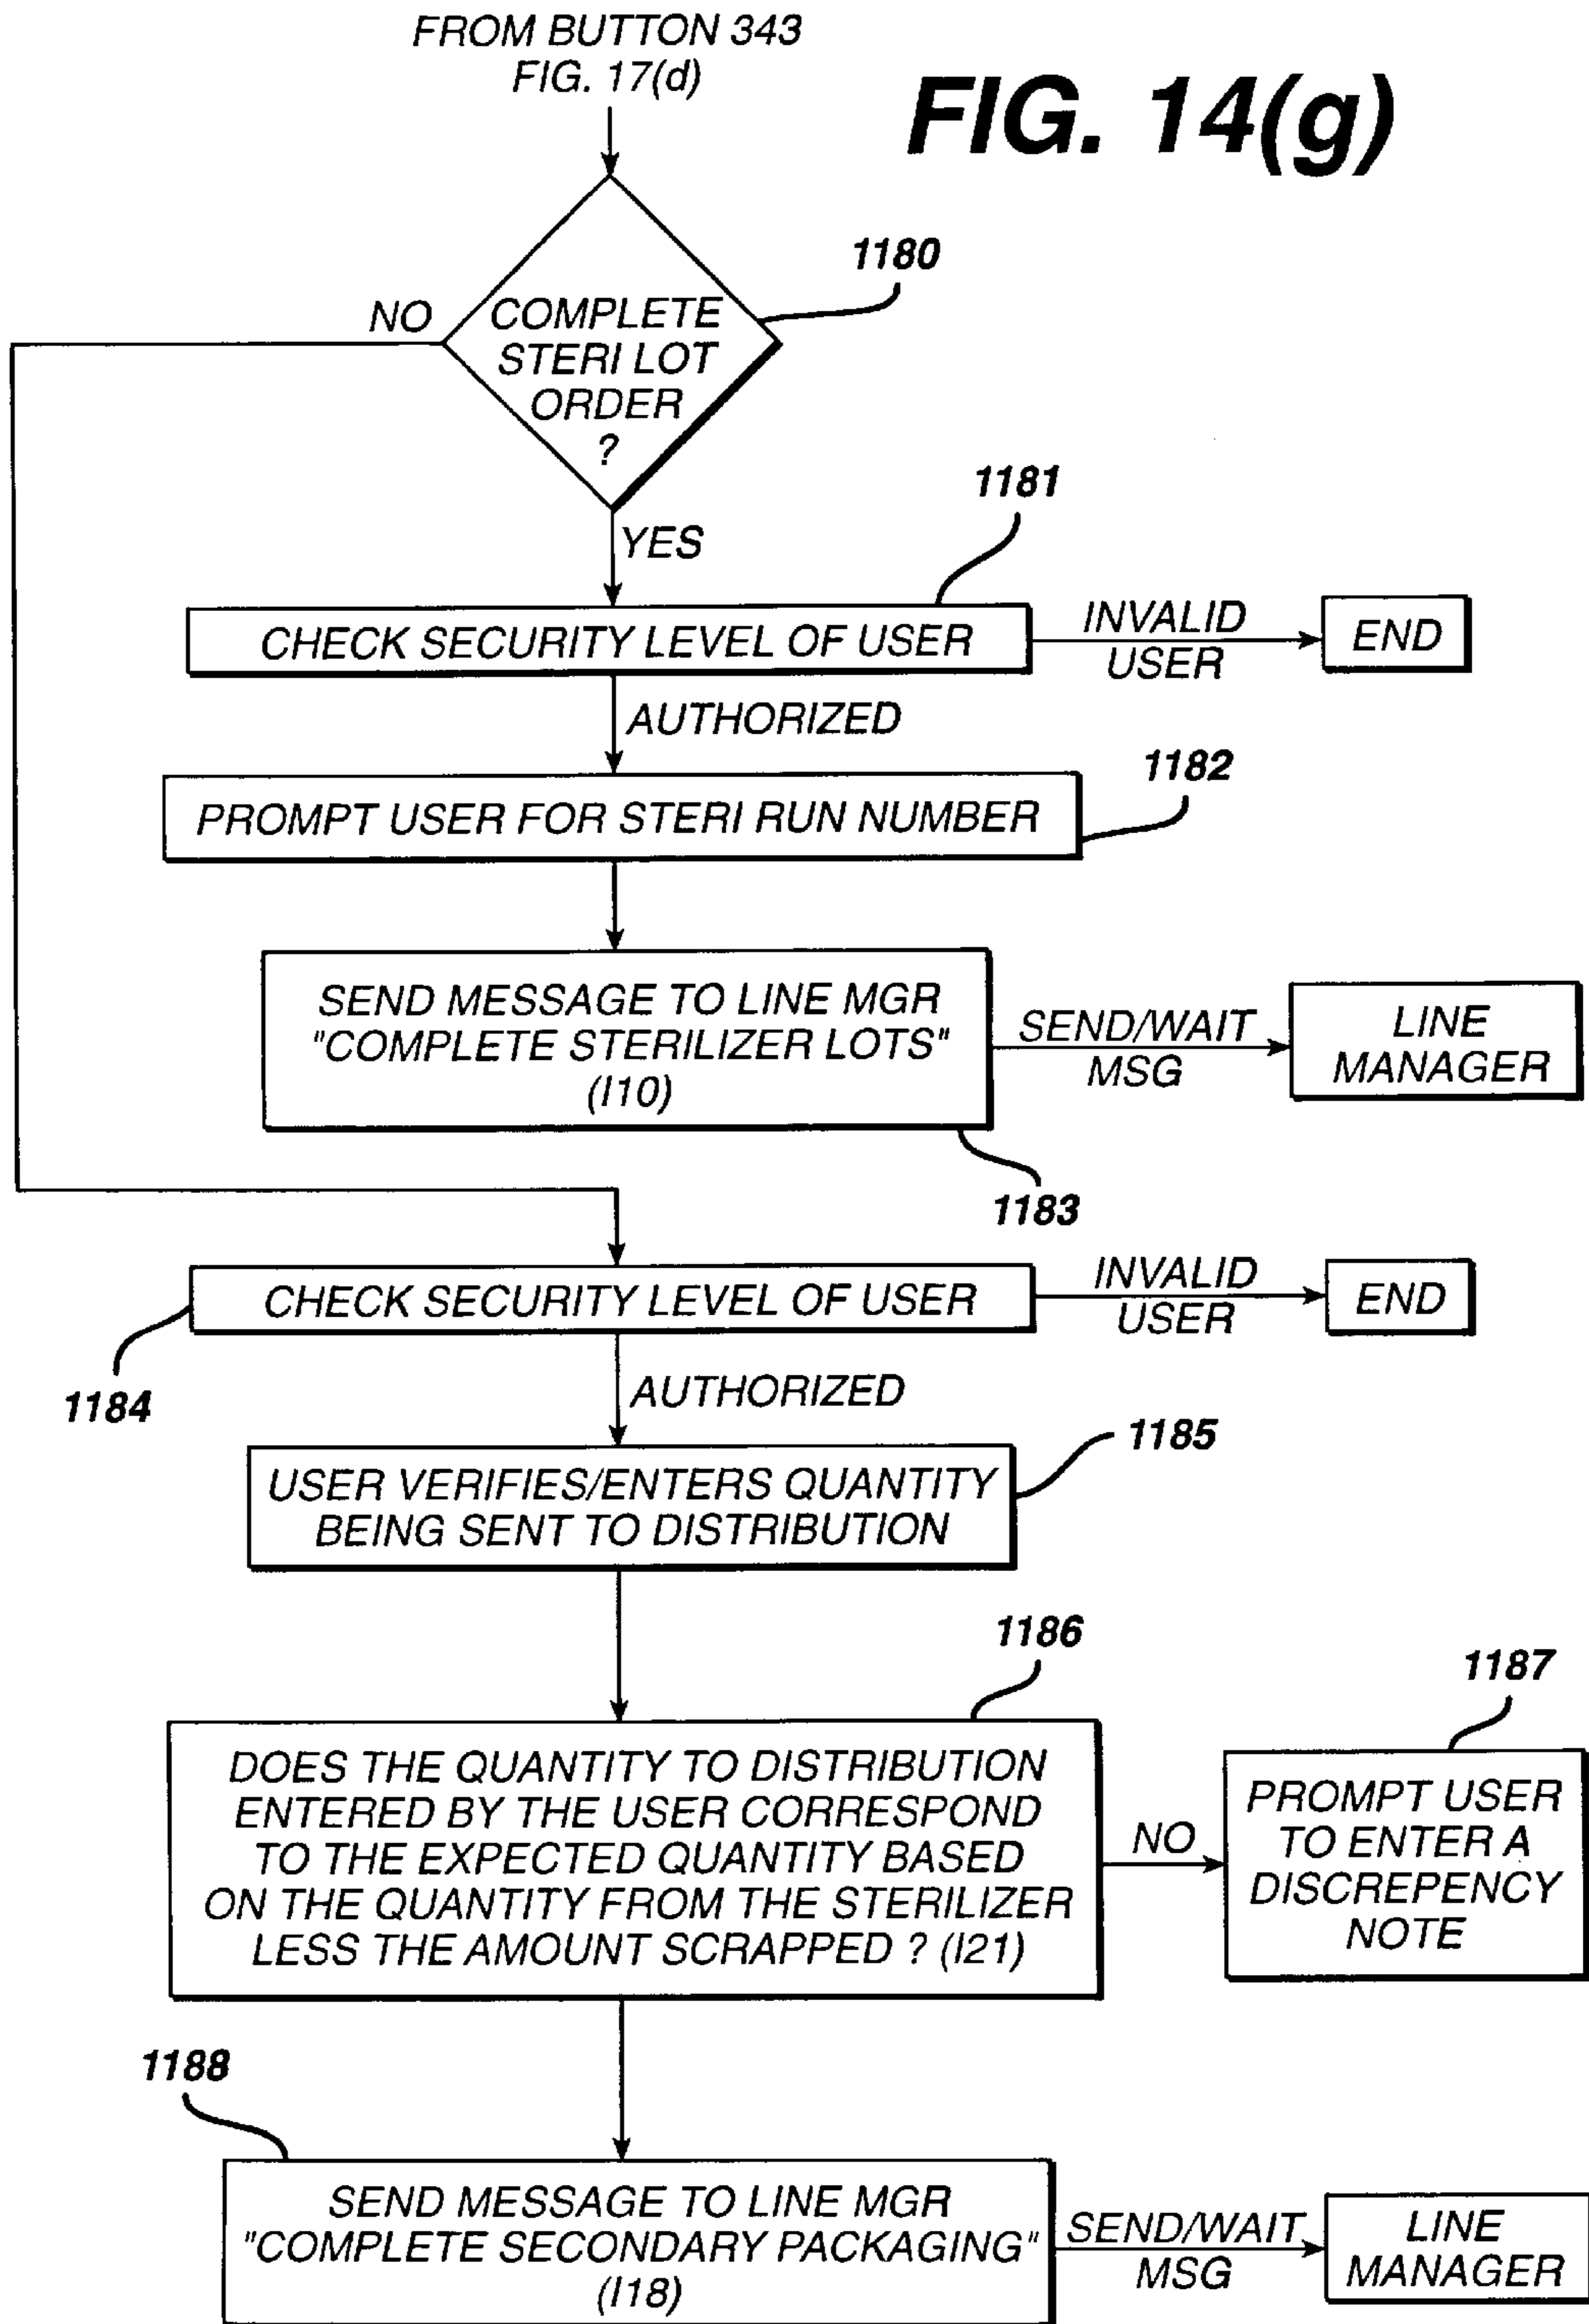 FROM BUTTON 343
FIG. 17(d)
FIG. 14(g)
1180
NO
COMPLETE
STERI LOT
ORDER
?
1181
YES
CHECK SECURITY LEVEL OF USER
INVALID
USER
END
AUTHORIZED
1182
PROMPT USER FOR STERI RUN NUMBER
SEND MESSAGE TO LINE MGR
"COMPLETE STERILIZER LOTS"
(I10)
SEND/WAIT
MSG
LINE
MANAGER
1183
CHECK SECURITY LEVEL OF USER
INVALID
USER
END
1184
AUTHORIZED
1185
USER VERIFIES/ENTERS QUANTITY
BEING SENT TO DISTRIBUTION
1186
1187
DOES THE QUANTITY TO DISTRIBUTION
ENTERED BY THE USER CORRESPOND
TO THE EXPECTED QUANTITY BASED
ON THE QUANTITY FROM THE STERILIZER
LESS THE AMOUNT SCRAPPED ? (I21)
NO
PROMPT USER
TO ENTER A
DISCREPENCY
NOTE
1188
SEND MESSAGE TO LINE MGR
"COMPLETE SECONDARY PACKAGING"
(I18)
SEND/WAIT
MSG
LINE
MANAGER